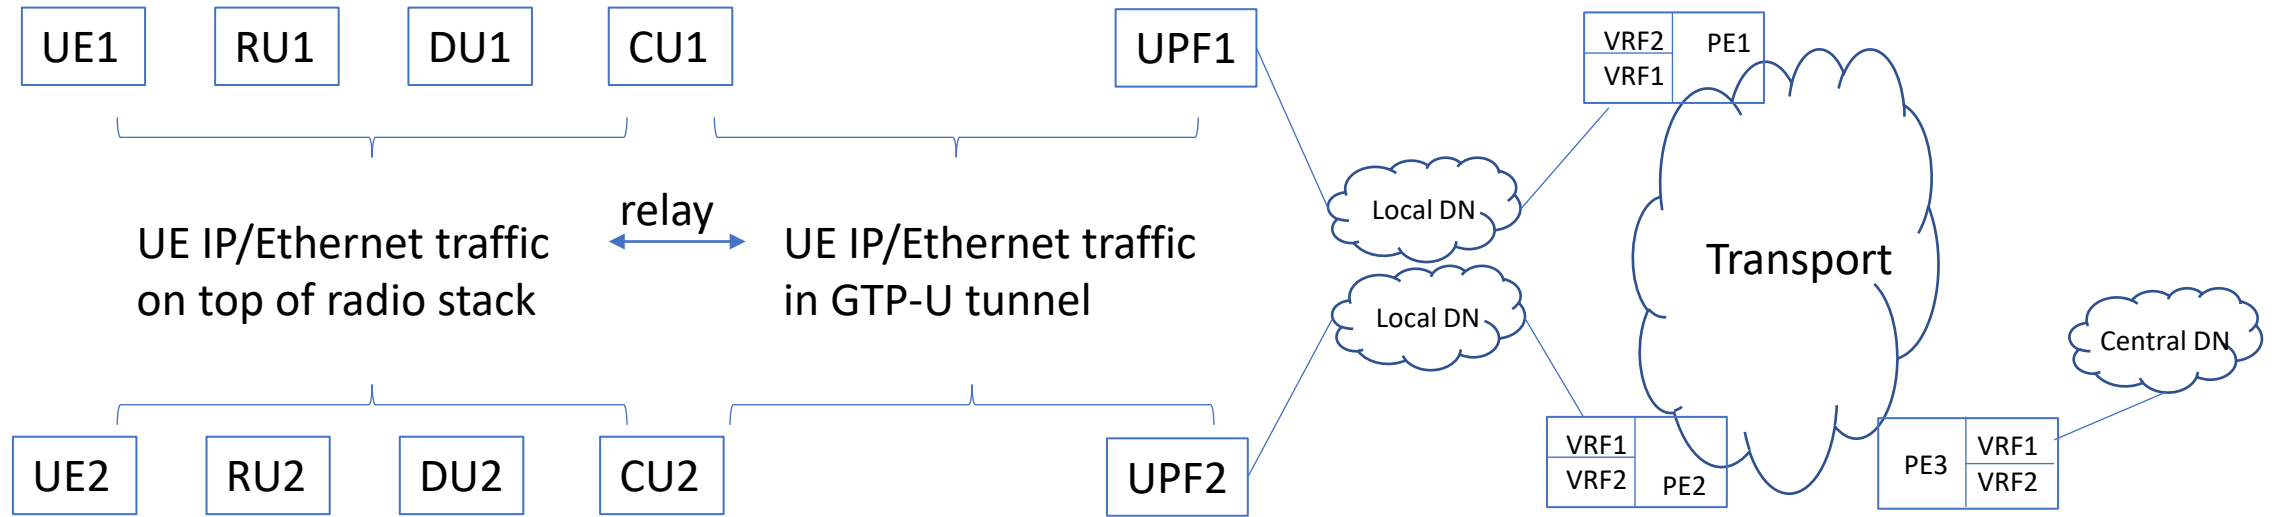 UE1
RU1
DU1
CU1
UPF1
VRF2
VRF1
PE1
relay
UE IP/Ethernet traffic
on top of radio stack
UE IP/Ethernet traffic
in GTP-U tunnel
Local DN
Local DN
Transport
Central DN
UE2
RU2
DU2
CU2
UPF2
VRF1
VRF2
PE2
PE3
VRF1
VRF2